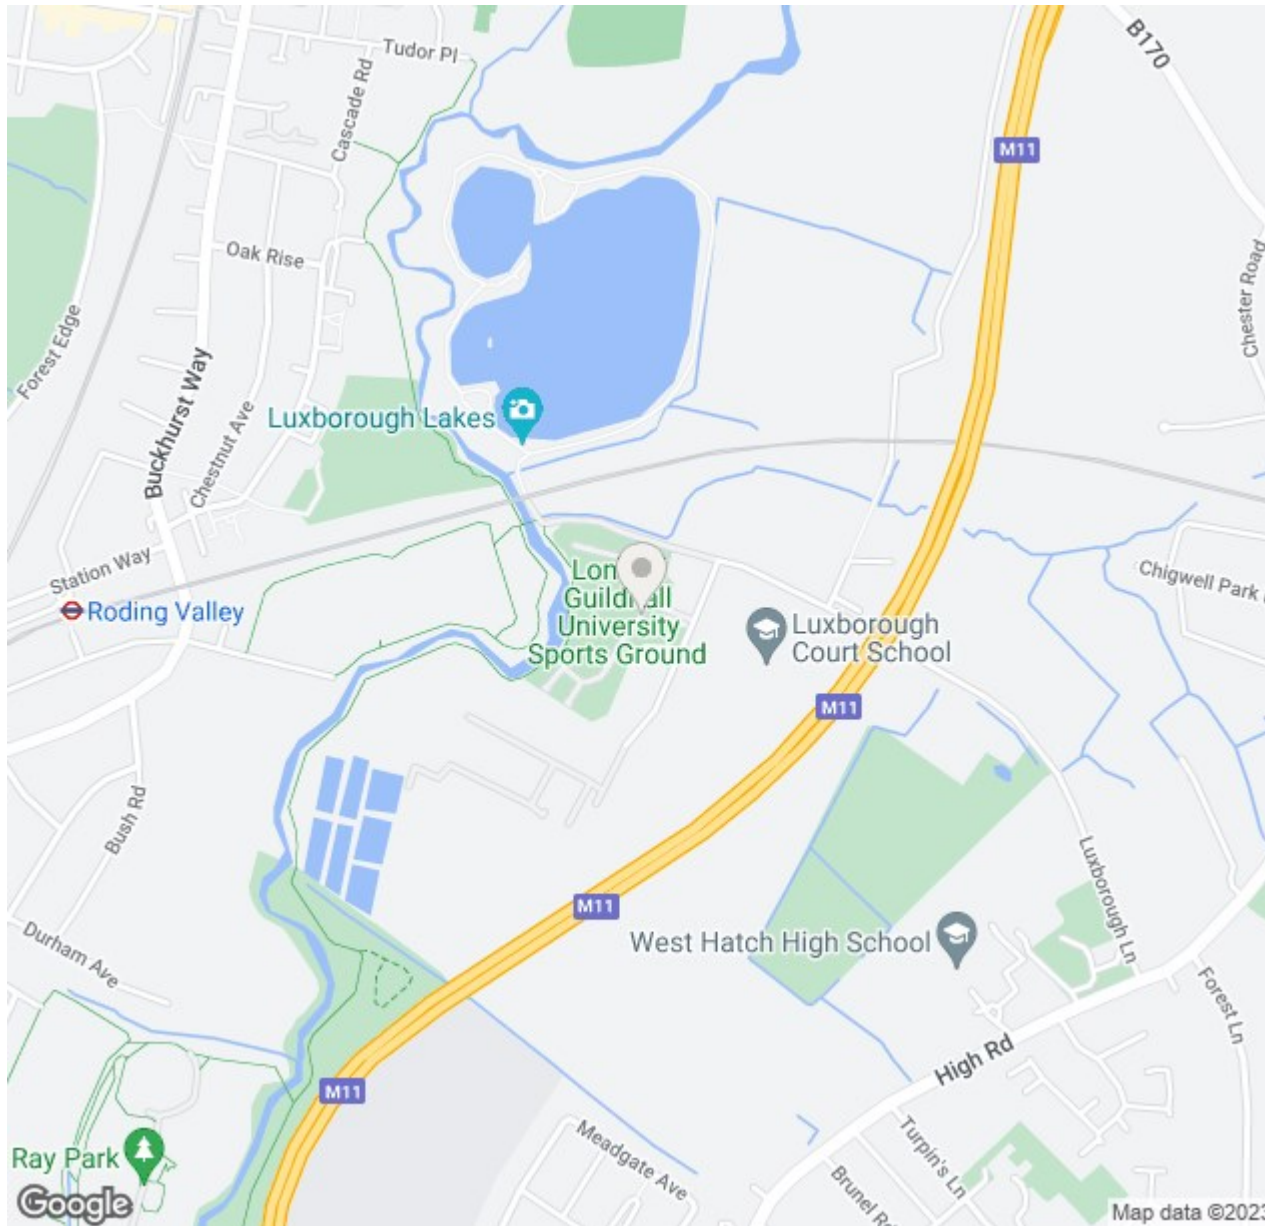 Tudor Pl
B170
Cascade Rd
M11
Oak Rise
Chester Road
Forest Edge
Buckhurst Way
Chestnut Ave
Luxborough Lakes
Station Way
Roding Valley
Guildhall
University
Sports Ground
Luxborough
Court School
Chigwell Park
M11
Bush Rd
Luxborough Ln
M11
Durham Ave
West Hatch High School
Forest Ln
High Rd
M11
Meadgate Ave
Turpin's Ln
Ray Park
Brunel
Google
Map data ©2023